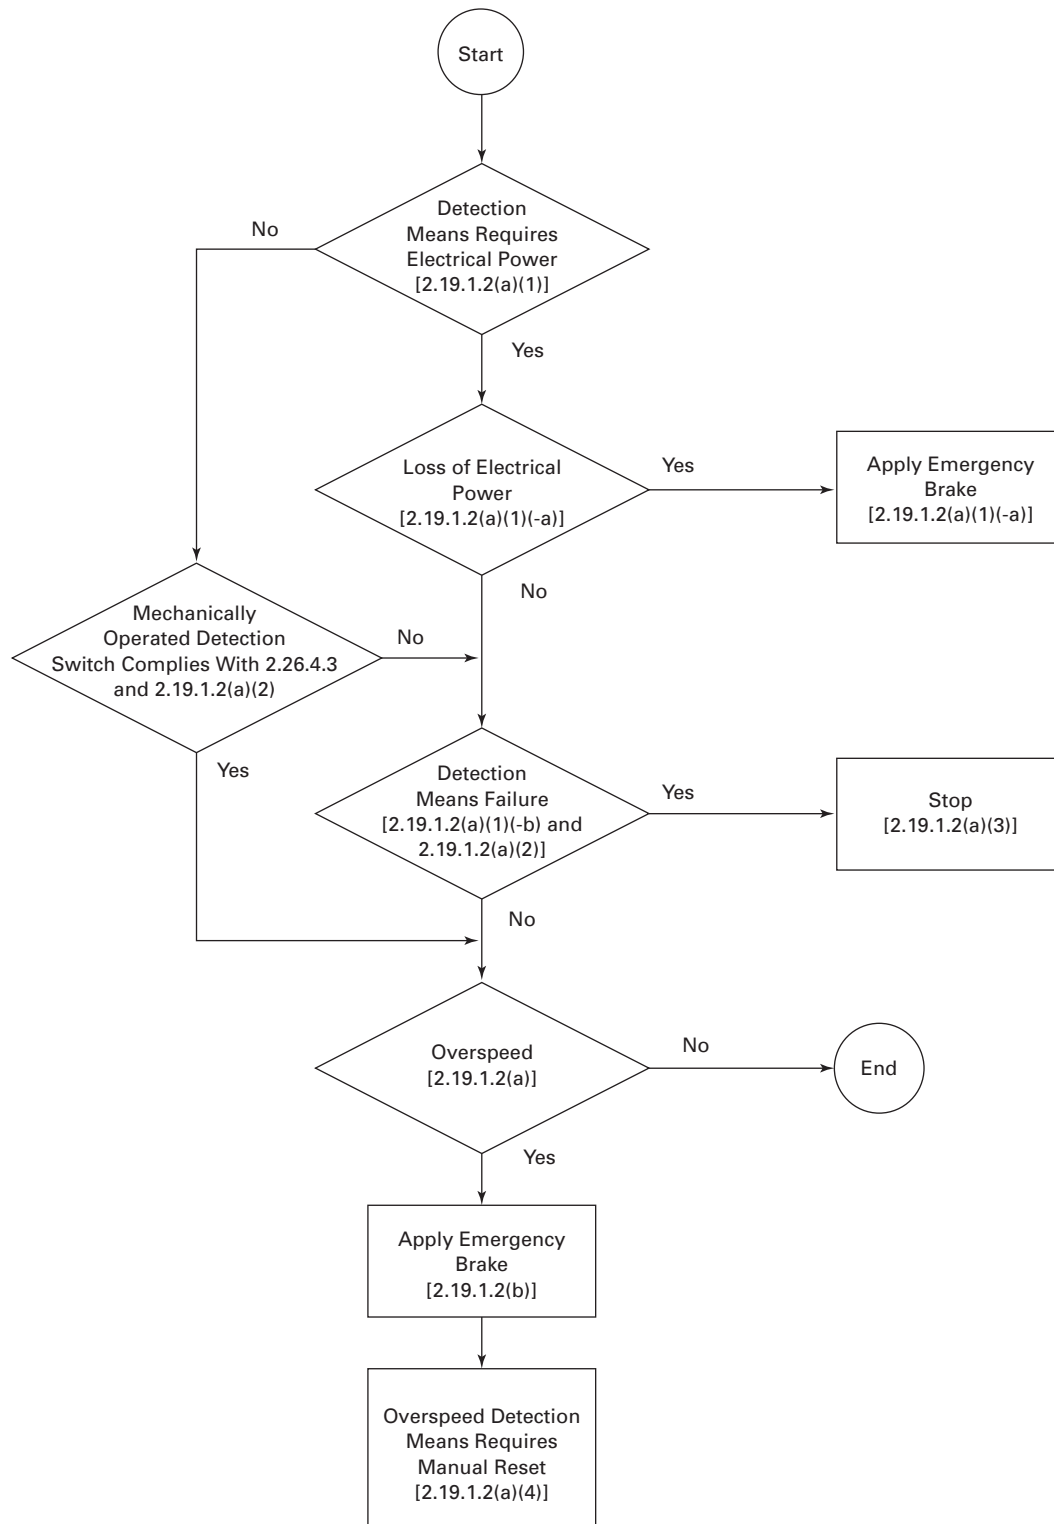 Start
Detection
Means Requires
Electrical Power
[2.19.1.2(a)(1)]
No
Yes
Loss of Electrical
Power
[2.19.1.2(a)(1)(-a)]
Yes
Apply Emergency
Brake
[2.19.1.2(a)(1)(-a)]
No
Mechanically
Operated Detection
Switch Complies With 2.26.4.3
and 2.19.1.2(a)(2)
No
Yes
Detection
Means Failure
[2.19.1.2(a)(1)(-b) and
2.19.1.2(a)(2)]
Yes
Stop
[2.19.1.2(a)(3)]
No
Overspeed
[2.19.1.2(a)]
No
End
Yes
Apply Emergency
Brake
[2.19.1.2(b)]
Overspeed Detection
Means Requires
Manual Reset
[2.19.1.2(a)(4)]